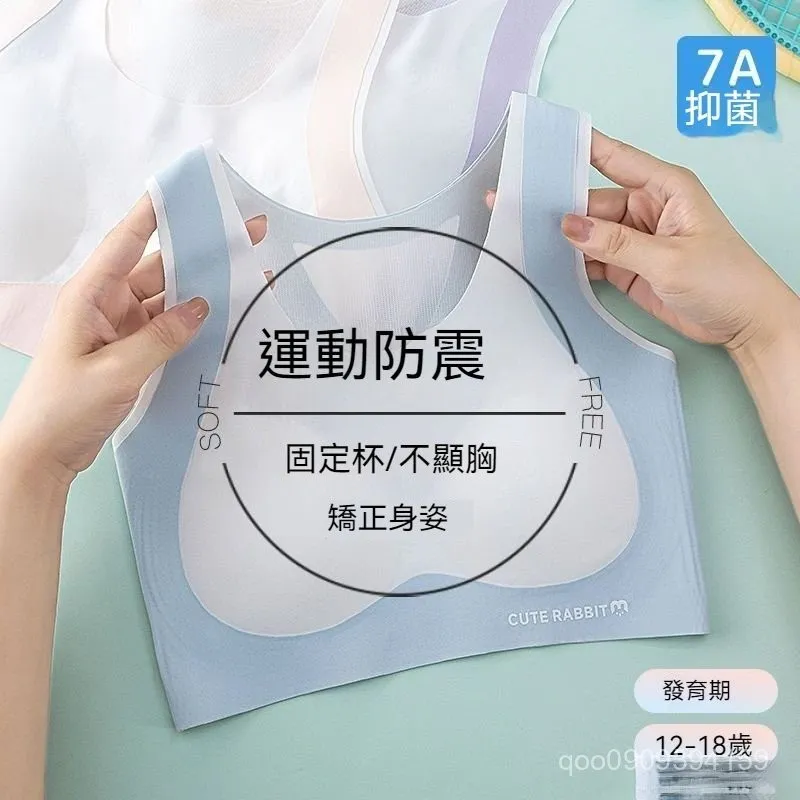 7A
抑菌
運動防震
SOFT
FREE
固定杯/不顯胸
矯正身姿
CUTE RABBIT
發育期
12-18歲